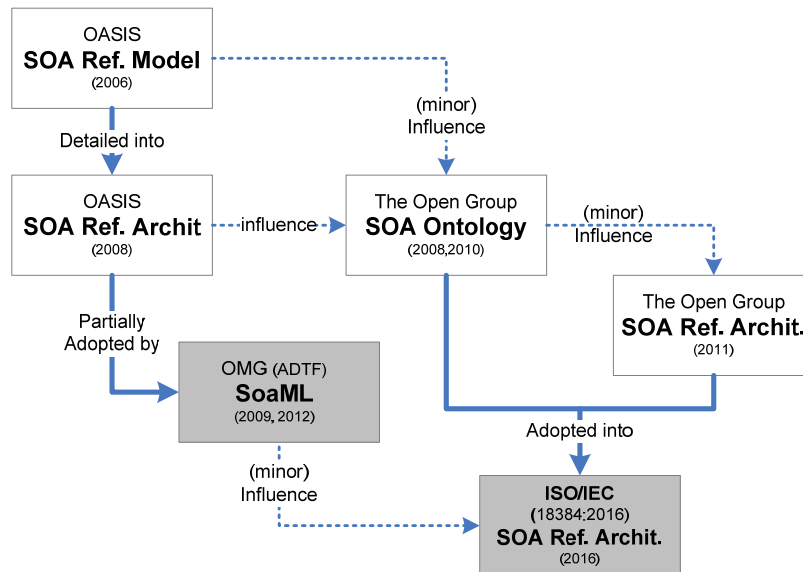 OASIS
SOA Ref. Model
(2006)
(minor)
Influence
Detailed into
OASIS
SOA Ref. Archit
(2008)
influence
The Open Group
SOA Ontology
(2008,2010)
(minor)
Influence
The Open Group
SOA Ref. Archit.
(2011)
Partially
Adopted by
OMG (ADTF)
SoaML
(2009, 2012)
Adopted into
(minor)
Influence
ISO/IEC
(18384:2016)
SOA Ref. Archit.
(2016)